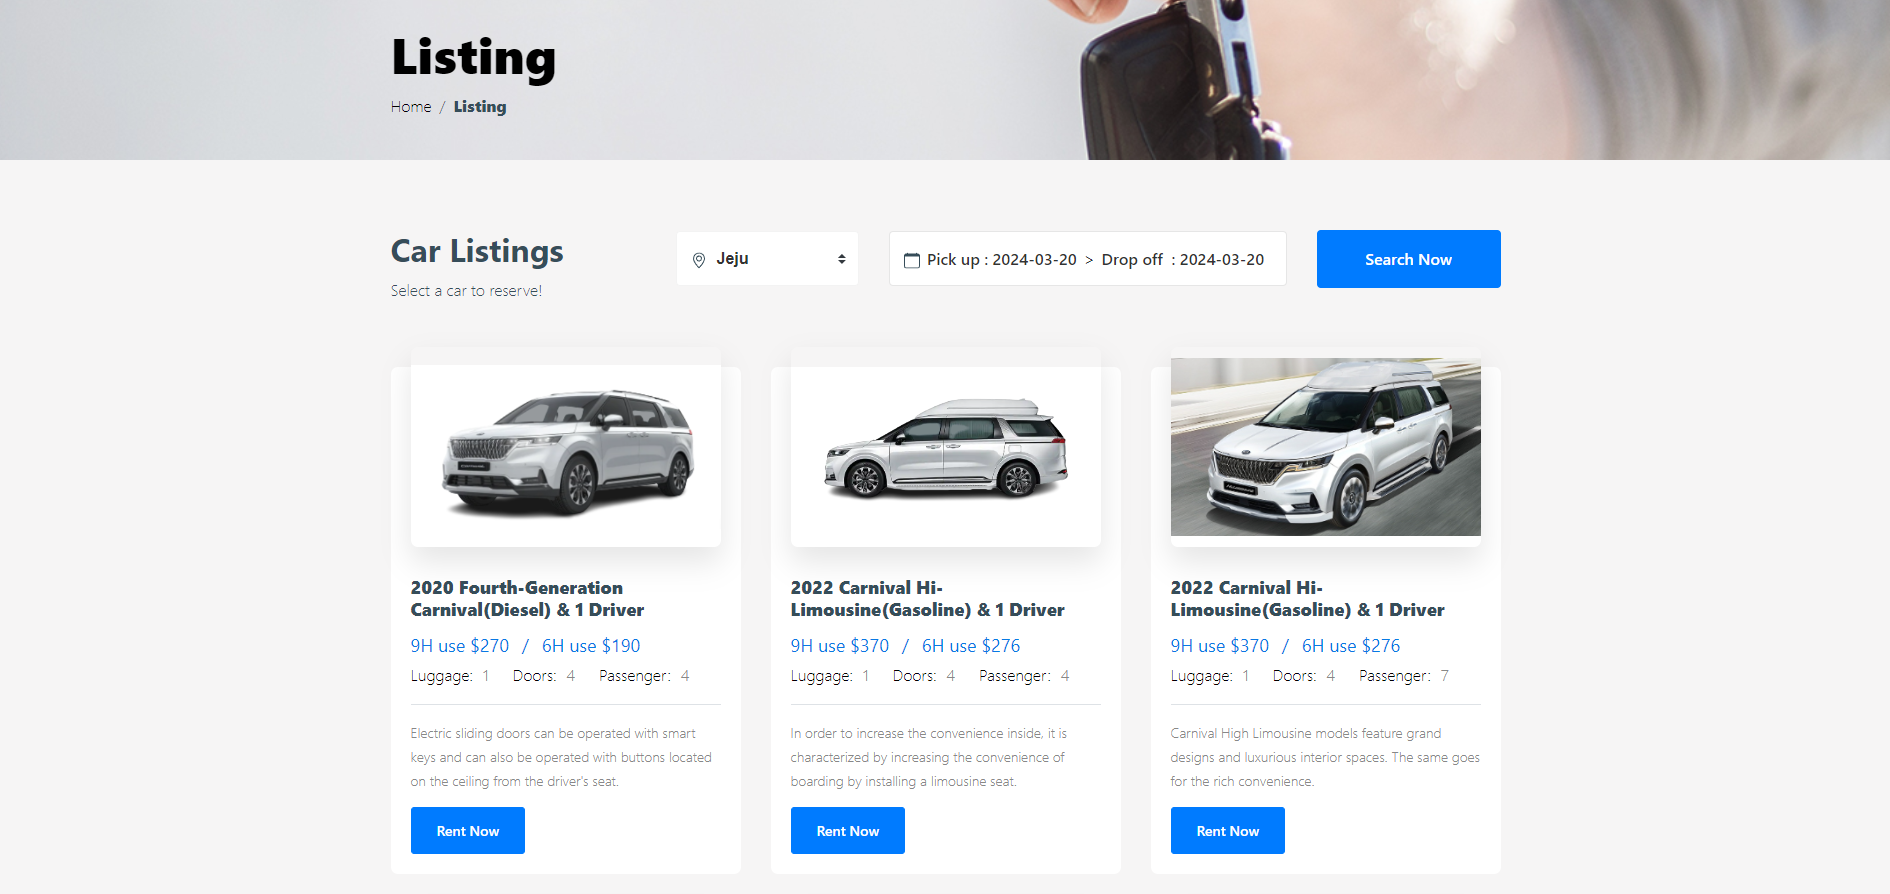 Listing
Home / Listing
Car Listings
Select a car to reserve!
Jeju
Pick up : 2024-03-20 > Drop off : 2024-03-20
Search Now
2020 Fourth-Generation
Carnival(Diesel) & 1 Driver
9H use $270 / 6H use $190
Luggage: 1 Doors: 4 Passenger: 4
Electric sliding doors can be operated with smart
keys and can also be operated with buttons located
on the ceiling from the driver's seat.
Rent Now
2022 Carnival Hi-
Limousine(Gasoline) & 1 Driver
9H use $370 / 6H use $276
Luggage: 1 Doors: 4 Passenger: 4
In order to increase the convenience inside, it is
characterized by increasing the convenience of
boarding by installing a limousine seat.
Rent Now
2022 Carnival Hi-
Limousine(Gasoline) & 1 Driver
9H use $370 / 6H use $276
Luggage: 1 Doors: 4 Passenger: 7
Carnival High Limousine models feature grand
designs and luxurious interior spaces. The same goes
for the rich convenience.
Rent Now